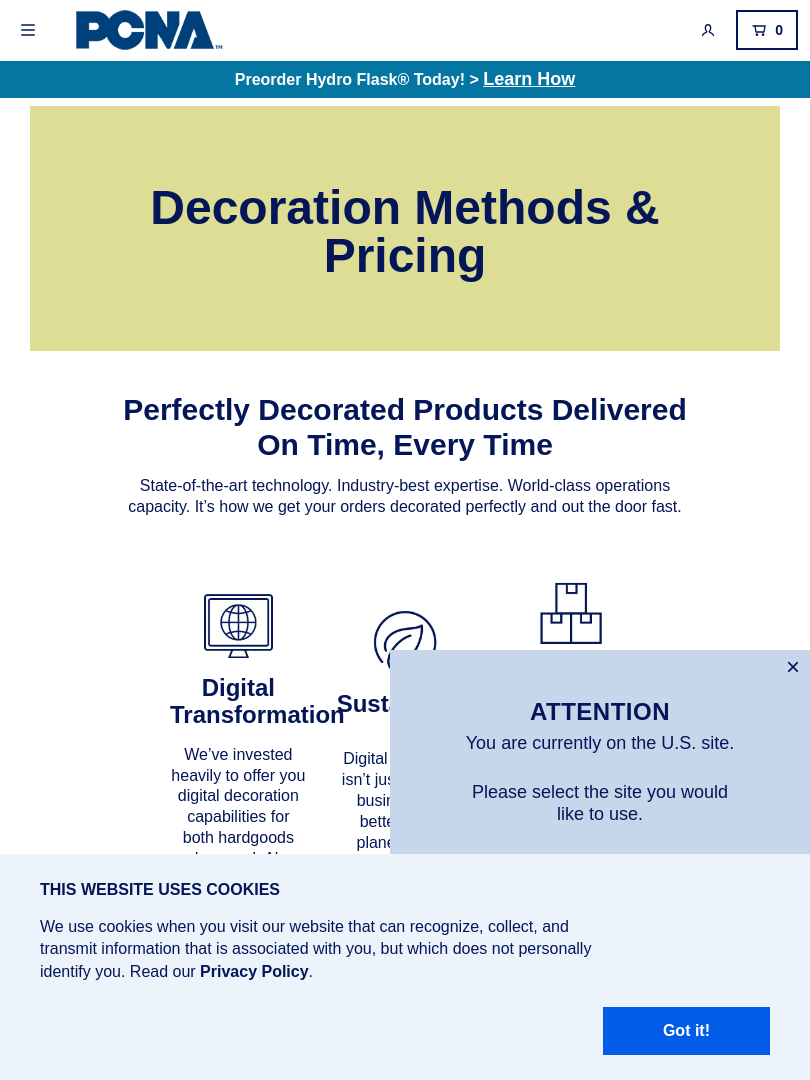 PCNA™
0
Preorder Hydro Flask® Today! > Learn How
Decoration Methods &
Pricing
Perfectly Decorated Products Delivered
On Time, Every Time
State-of-the-art technology. Industry-best expertise. World-class operations
capacity. It’s how we get your orders decorated perfectly and out the door fast.
Digital
Transformation
We’ve invested
heavily to offer you
digital decoration
capabilities for
both hardgoods
Digital
isn’t
ATTENTION
You are currently on the U.S. site.
Please select the site you would
like to use.
THIS WEBSITE USES COOKIES
We use cookies when you visit our website that can recognize, collect, and
transmit information that is associated with you, but which does not personally
identify you. Read our Privacy Policy.
Got it!